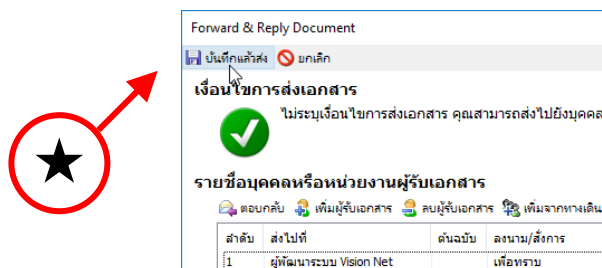 Forward & Reply Document
บันทึกแล้วส่ง ยกเลิก
เงื่อนไขการส่งเอกสาร
ไม่ระบุเงื่อนไขการส่งเอกสาร คุณสามารถส่งไปยังบุคคล
รายชื่อบุคคลหรือหน่วยงานผู้รับเอกสาร
ตอบกลับ เพิ่มผู้รับเอกสาร ลบผู้รับเอกสาร เพิ่มจากทางเดิน
ลำดับ ส่งไปที่ ต้นฉบับ ลงนาม/สั่งการ
1 ผู้พัฒนาระบบ Vision Net เพื่อทราบ